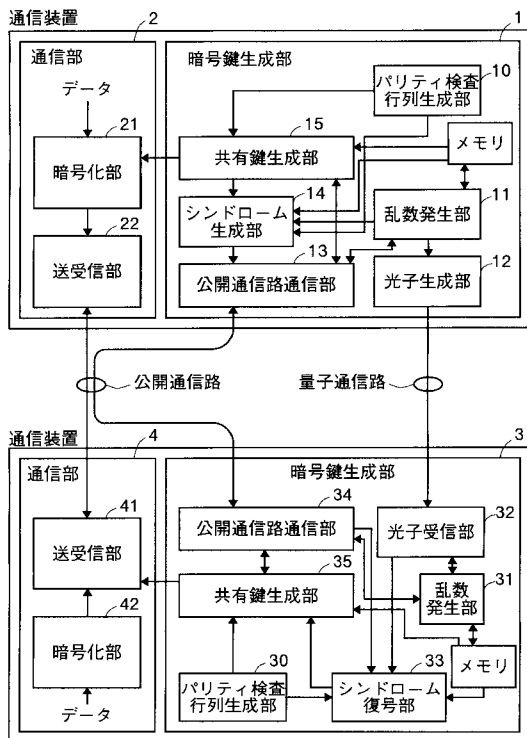 通信装置
2
1
通信部
暗号鍵生成部
データ
パリティ検査
行列生成部
10
21
15
暗号化部
共有鍵生成部
メモリ
14
シンドローム
生成部
乱数発生部
11
22
13
送受信部
公開通信路通信部
光子生成部
12
公開通信路
量子通信路
通信装置
4
3
通信部
暗号鍵生成部
41
34
32
送受信部
公開通信路通信部
光子受信部
35
31
42
共有鍵生成部
乱数
発生部
暗号化部
30
33
メモリ
パリティ検査
行列生成部
シンドローム
復号部
データ